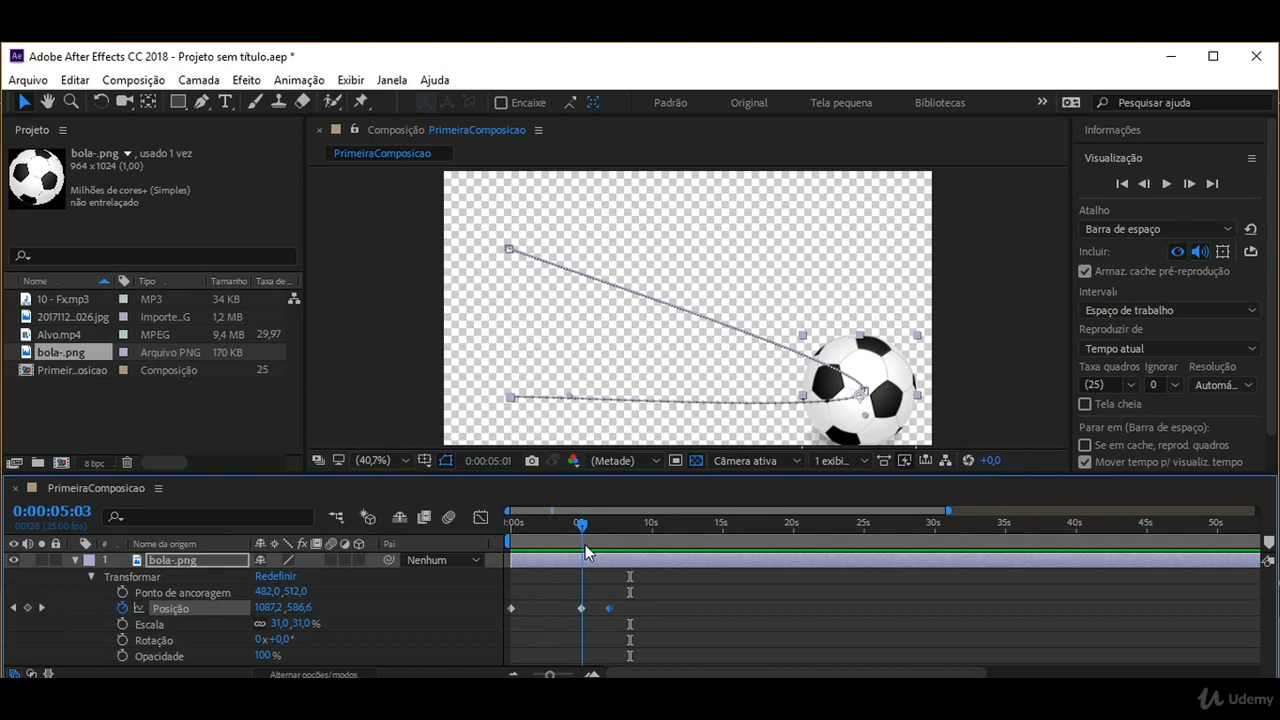 Adobe After Effects CC 2018 - Projeto sem título.aep *
Arquivo Editar Composição Camada Efeito Animação Exibir Janela Ajuda
Encaixe Padrão Original Tela pequena Bibliotecas Pesquisar ajuda
Projeto
bola-.png , usado 1 vez
964 x 1024 (1,00)
Milhões de cores+ (Simples)
não entrelaçado
Nome Tipo Tamanho Taxa de...
10 - Fx.mp3 MP3 34 KB
2017112...026.jpg Importe...G 1,2 MB
Alvo.mp4 MPEG 9,4 MB 29,97
bola-.png Arquivo PNG 170 KB
Primeir...osicao Composição 25
8 bpc
Composição PrimeiraComposicao
PrimeiraComposicao
(40,7%) 0:00:05:01 (Metade) Câmera ativa 1 exibi... +0,0
Informações
Visualização
Atalho
Barra de espaço
Incluir:
Armaz. cache pré-reprodução
Intervalo:
Espaço de trabalho
Reproduzir de
Tempo atual
Taxa quadros Ignorar Resolução
(25) 0 Automá...
Tela cheia
Parar em (Barra de espaço)
Se em cache, reprod. quadros
Mover tempo p/ visualiz. tempo
PrimeiraComposicao
0:00:05:03
00128 (25.00 fps)
10s 15s 20s 25s 30s 35s 40s 45s 50s
# Nome da origem fx Pai
1 bola-.png Nenhum
Transformar Redefinir
Ponto de ancoragem 482,0,512,0
Posição 1087,2,586,6
Escala 31,0,31,0 %
Rotação 0x+0,0°
Opacidade 100 %
Alternar opções/modos
Udemy